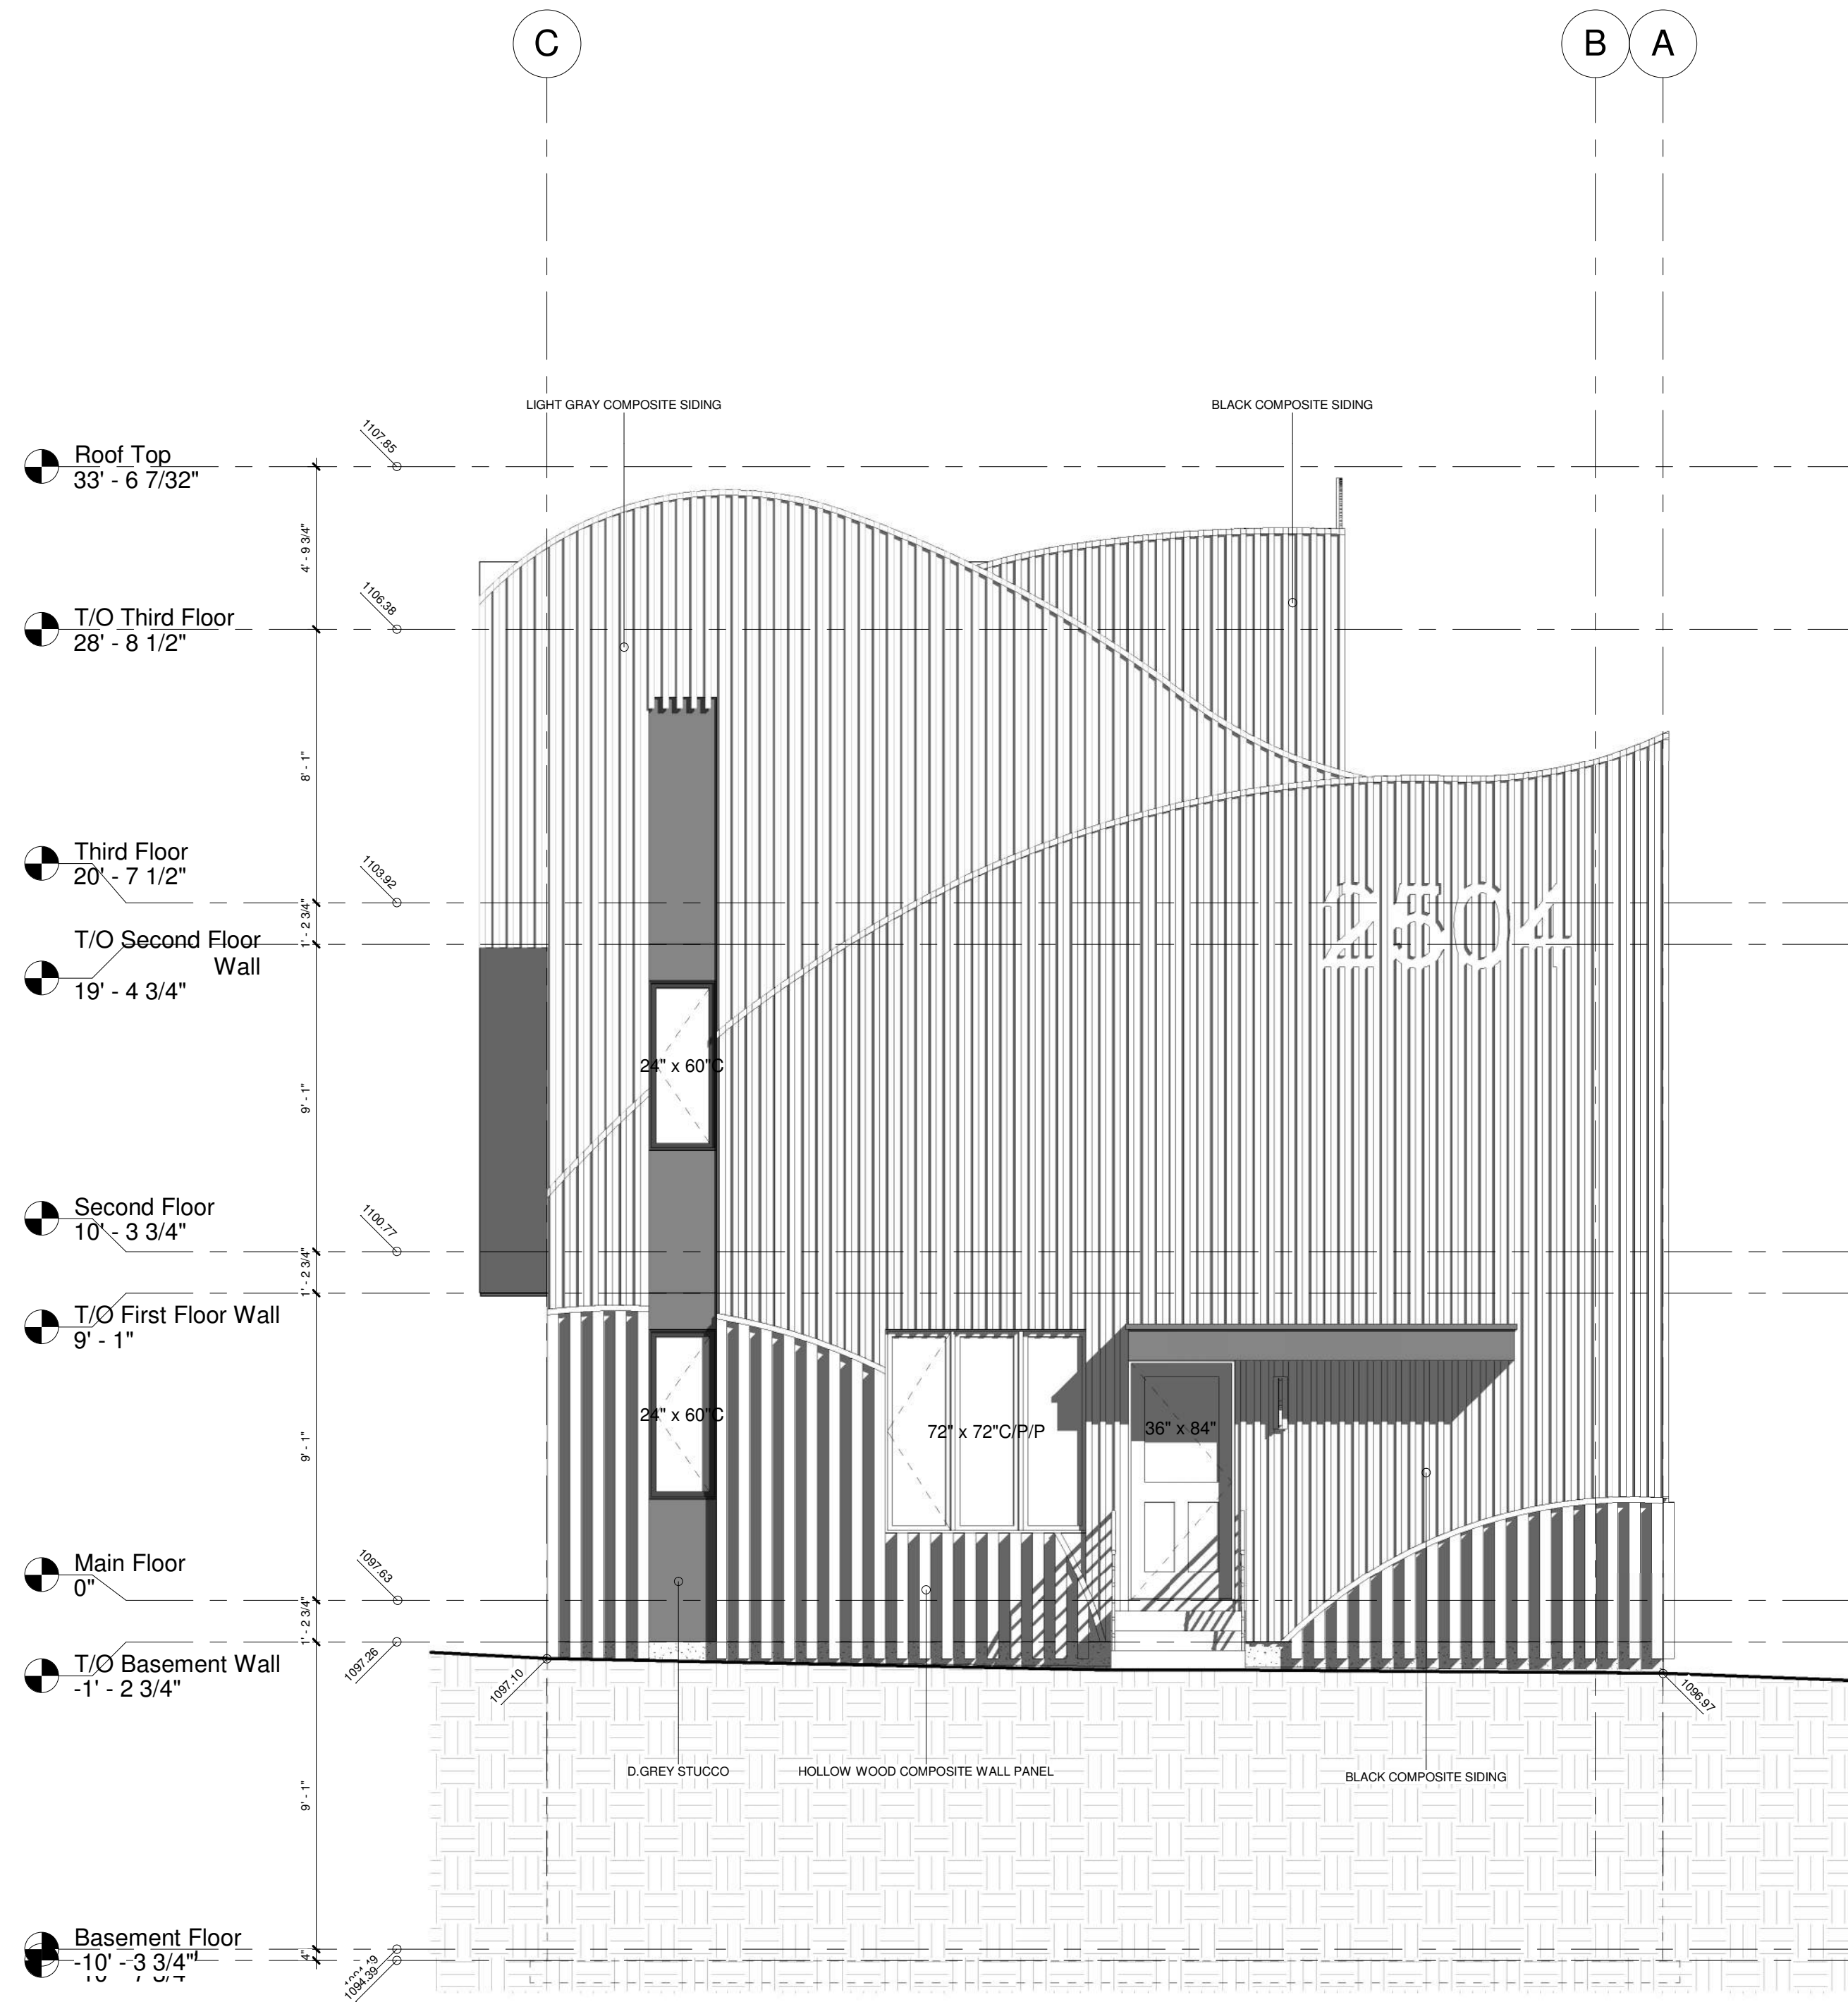 C
B
A
LIGHT GRAY COMPOSITE SIDING
BLACK COMPOSITE SIDING
Roof Top
33' - 6 7/32"
1107.85
4' - 9 3/4"
T/O Third Floor
28' - 8 1/2"
1106.38
8' - 1"
Third Floor
20' - 7 1/2"
1103.92
1' - 2 3/4"
2504
T/O Second Floor
Wall
19' - 4 3/4"
9' - 1"
24" x 60"C
Second Floor
10' - 3 3/4"
1100.77
1' - 2 3/4"
T/O First Floor Wall
9' - 1"
9' - 1"
24" x 60"C
72" x 72"C/P/P
36" x 84"
Main Floor
0"
1097.63
1' - 2 3/4"
T/O Basement Wall
-1' - 2 3/4"
1097.26
1097.10
1096.97
D.GREY STUCCO
HOLLOW WOOD COMPOSITE WALL PANEL
BLACK COMPOSITE SIDING
9' - 1"
Basement Floor
-10' - 3 3/4"
4"
1094.39